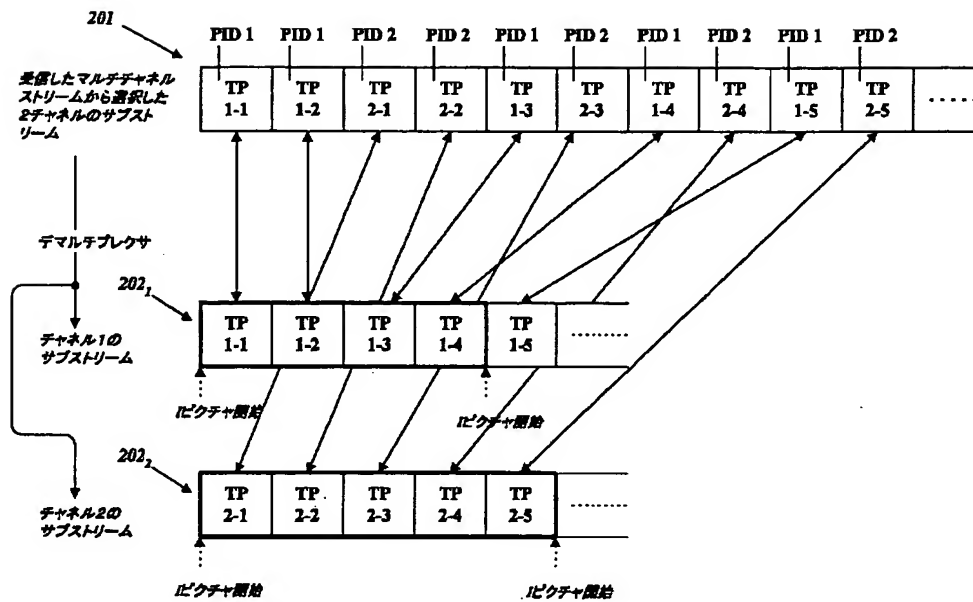 201
PID 1 PID 1 PID 2 PID 2 PID 1 PID 2 PID 1 PID 2 PID 1 PID 2
受信したマルチチャネル
ストリームから選択した
2チャネルのサブスト
リーム
TP TP TP TP TP TP TP TP TP TP
1-1 1-2 2-1 2-2 1-3 2-3 1-4 2-4 1-5 2-5 .....
デマルチプレクサ
202₁
チャネル1の
サブストリーム
TP TP TP TP TP
1-1 1-2 1-3 1-4 1-5 ........
Iピクチャ開始 Iピクチャ開始
202₂
チャネル2の
サブストリーム
TP TP TP TP TP
2-1 2-2 2-3 2-4 2-5 ........
Iピクチャ開始 Iピクチャ開始